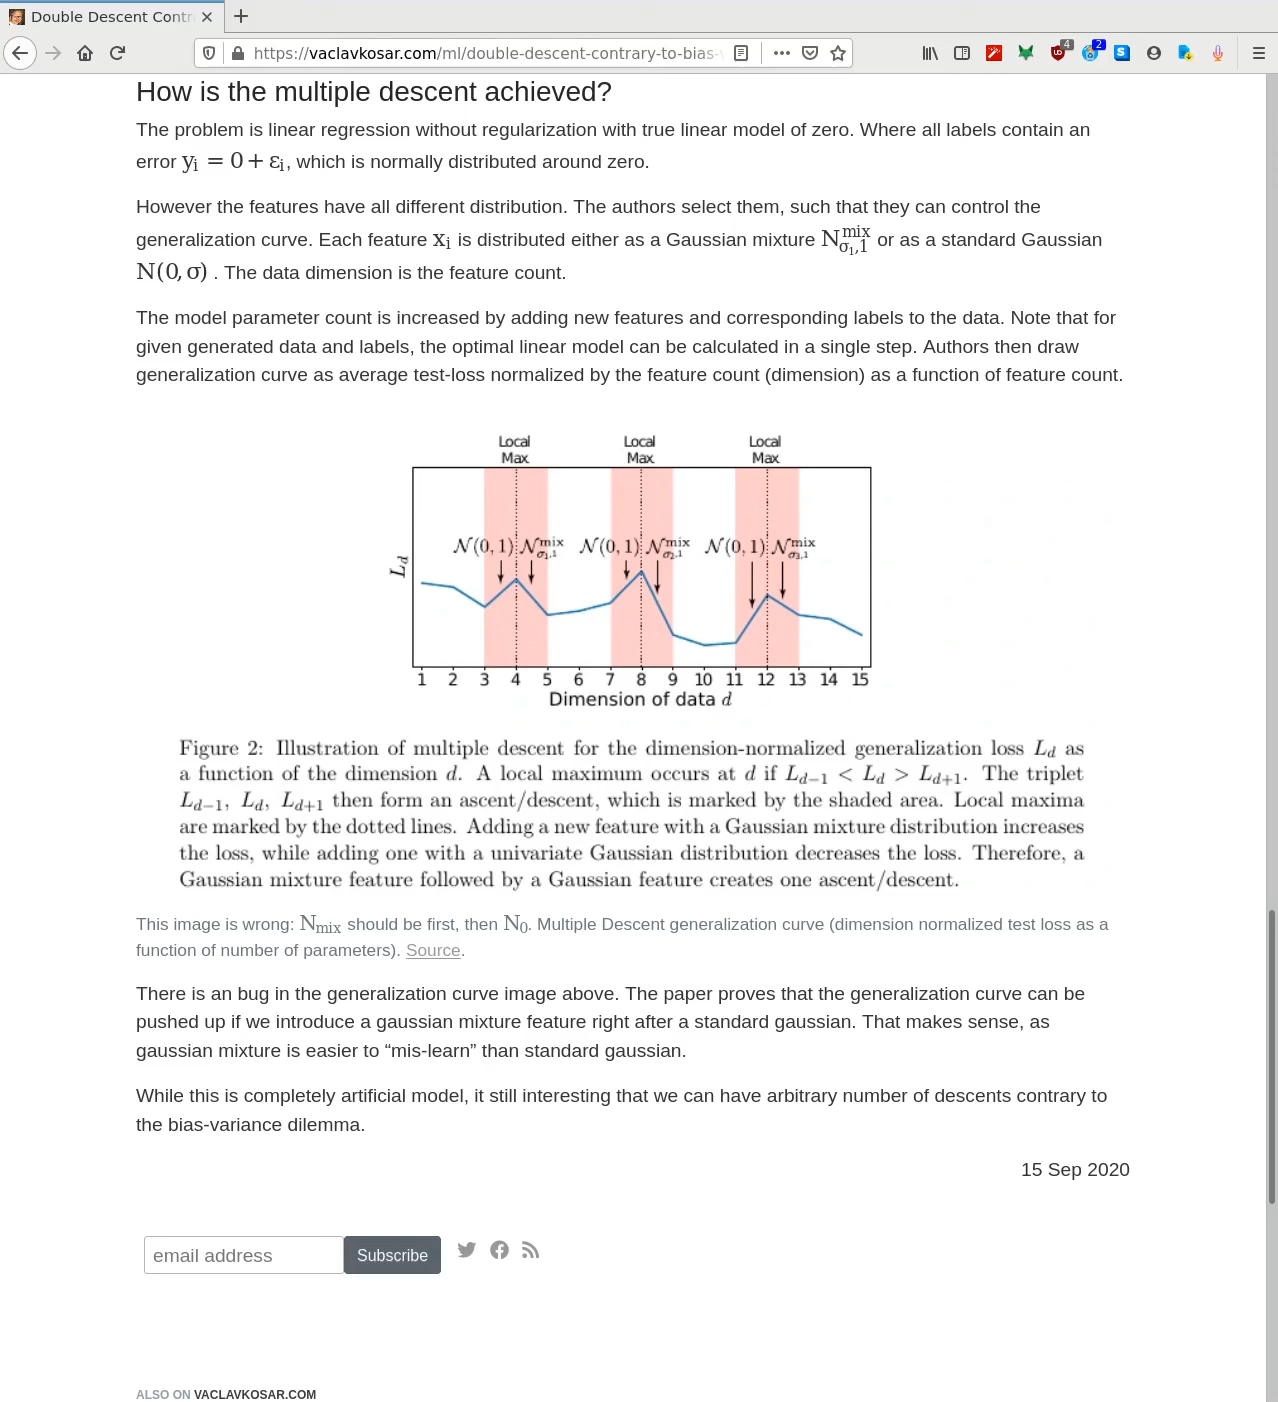 Double Descent Contr
https://vaclavkosar.com/ml/double-descent-contrary-to-bias-
4
2
How is the multiple descent achieved?
The problem is linear regression without regularization with true linear model of zero. Where all labels contain an
error yᵢ = 0 + εᵢ, which is normally distributed around zero.
However the features have all different distribution. The authors select them, such that they can control the
generalization curve. Each feature xᵢ is distributed either as a Gaussian mixture N^mix_σ₁,1 or as a standard Gaussian
N(0, σ) . The data dimension is the feature count.
The model parameter count is increased by adding new features and corresponding labels to the data. Note that for
given generated data and labels, the optimal linear model can be calculated in a single step. Authors then draw
generalization curve as average test-loss normalized by the feature count (dimension) as a function of feature count.
Local Local Local
Max Max Max
N(0, 1) N^mix_σ₁,1 N(0, 1) N^mix_σ₂,1 N(0, 1) N^mix_σ₃,1
L_d
1 2 3 4 5 6 7 8 9 10 11 12 13 14 15
Dimension of data d
Figure 2: Illustration of multiple descent for the dimension-normalized generalization loss L_d as
a function of the dimension d. A local maximum occurs at d if L_d−1 < L_d > L_d+1. The triplet
L_d−1, L_d, L_d+1 then form an ascent/descent, which is marked by the shaded area. Local maxima
are marked by the dotted lines. Adding a new feature with a Gaussian mixture distribution increases
the loss, while adding one with a univariate Gaussian distribution decreases the loss. Therefore, a
Gaussian mixture feature followed by a Gaussian feature creates one ascent/descent.
This image is wrong: N_mix should be first, then N₀. Multiple Descent generalization curve (dimension normalized test loss as a
function of number of parameters). Source.
There is an bug in the generalization curve image above. The paper proves that the generalization curve can be
pushed up if we introduce a gaussian mixture feature right after a standard gaussian. That makes sense, as
gaussian mixture is easier to “mis-learn” than standard gaussian.
While this is completely artificial model, it still interesting that we can have arbitrary number of descents contrary to
the bias-variance dilemma.
15 Sep 2020
email address Subscribe
ALSO ON VACLAVKOSAR.COM